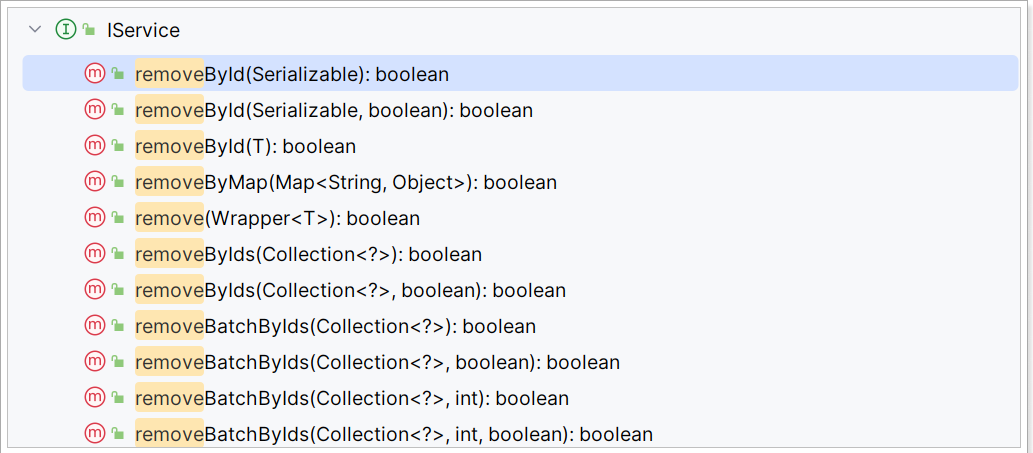 IService
removeById(Serializable): boolean
removeById(Serializable, boolean): boolean
removeById(T): boolean
removeByMap(Map<String, Object>): boolean
remove(Wrapper<T>): boolean
removeByIds(Collection<?>): boolean
removeByIds(Collection<?>, boolean): boolean
removeBatchByIds(Collection<?>): boolean
removeBatchByIds(Collection<?>, boolean): boolean
removeBatchByIds(Collection<?>, int): boolean
removeBatchByIds(Collection<?>, int, boolean): boolean